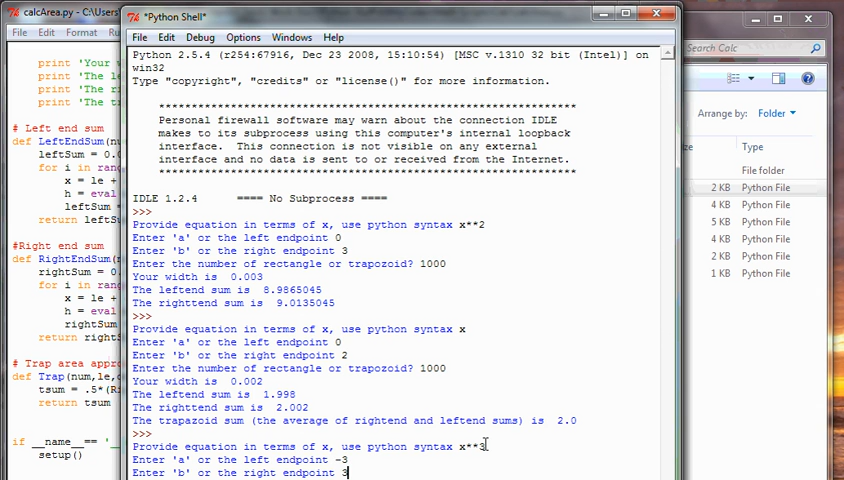 calcArea.py - C:\Users
*Python Shell*
File Edit Format Ru
File Edit Debug Options Windows Help
Search Calc
Arrange by: Folder
Type
File folder
2 KB Python File
4 KB Python File
5 KB Python File
4 KB Python File
2 KB Python File
1 KB Python File
print 'Your
print 'The le
print 'The ri
print 'The t
# Left end sum
def LeftEndSum(nu
leftSum = 0.0
for i in rang
x = le +
h = eval
leftSum =
return leftSu
#Right end sum
def RightEndSum(n
rightSum = 0.
for i in rang
x = le +
h = eval
rightSum
return rightS
# Trap area appro
def Trap(num,le,
tsum = .5*(Ri
return tsum
if __name__== '_
setup()
Python 2.5.4 (r254:67916, Dec 23 2008, 15:10:54) [MSC v.1310 32 bit (Intel)] on
win32
Type "copyright", "credits" or "license()" for more information.
****************************************************************
Personal firewall software may warn about the connection IDLE
makes to its subprocess using this computer's internal loopback
interface.  This connection is not visible on any external
interface and no data is sent to or received from the Internet.
****************************************************************
IDLE 1.2.4      ==== No Subprocess ====
>>>
Provide equation in terms of x, use python syntax x**2
Enter 'a' or the left endpoint 0
Enter 'b' or the right endpoint 3
Enter the number of rectangle or trapozoid? 1000
Your width is  0.003
The leftend sum is  8.9865045
The righttend sum is  9.0135045
>>>
Provide equation in terms of x, use python syntax x
Enter 'a' or the left endpoint 0
Enter 'b' or the right endpoint 2
Enter the number of rectangle or trapozoid? 1000
Your width is  0.002
The leftend sum is  1.998
The righttend sum is  2.002
The trapazoid sum (the average of rightend and leftend sums) is  2.0
>>>
Provide equation in terms of x, use python syntax x**3
Enter 'a' or the left endpoint -3
Enter 'b' or the right endpoint 3